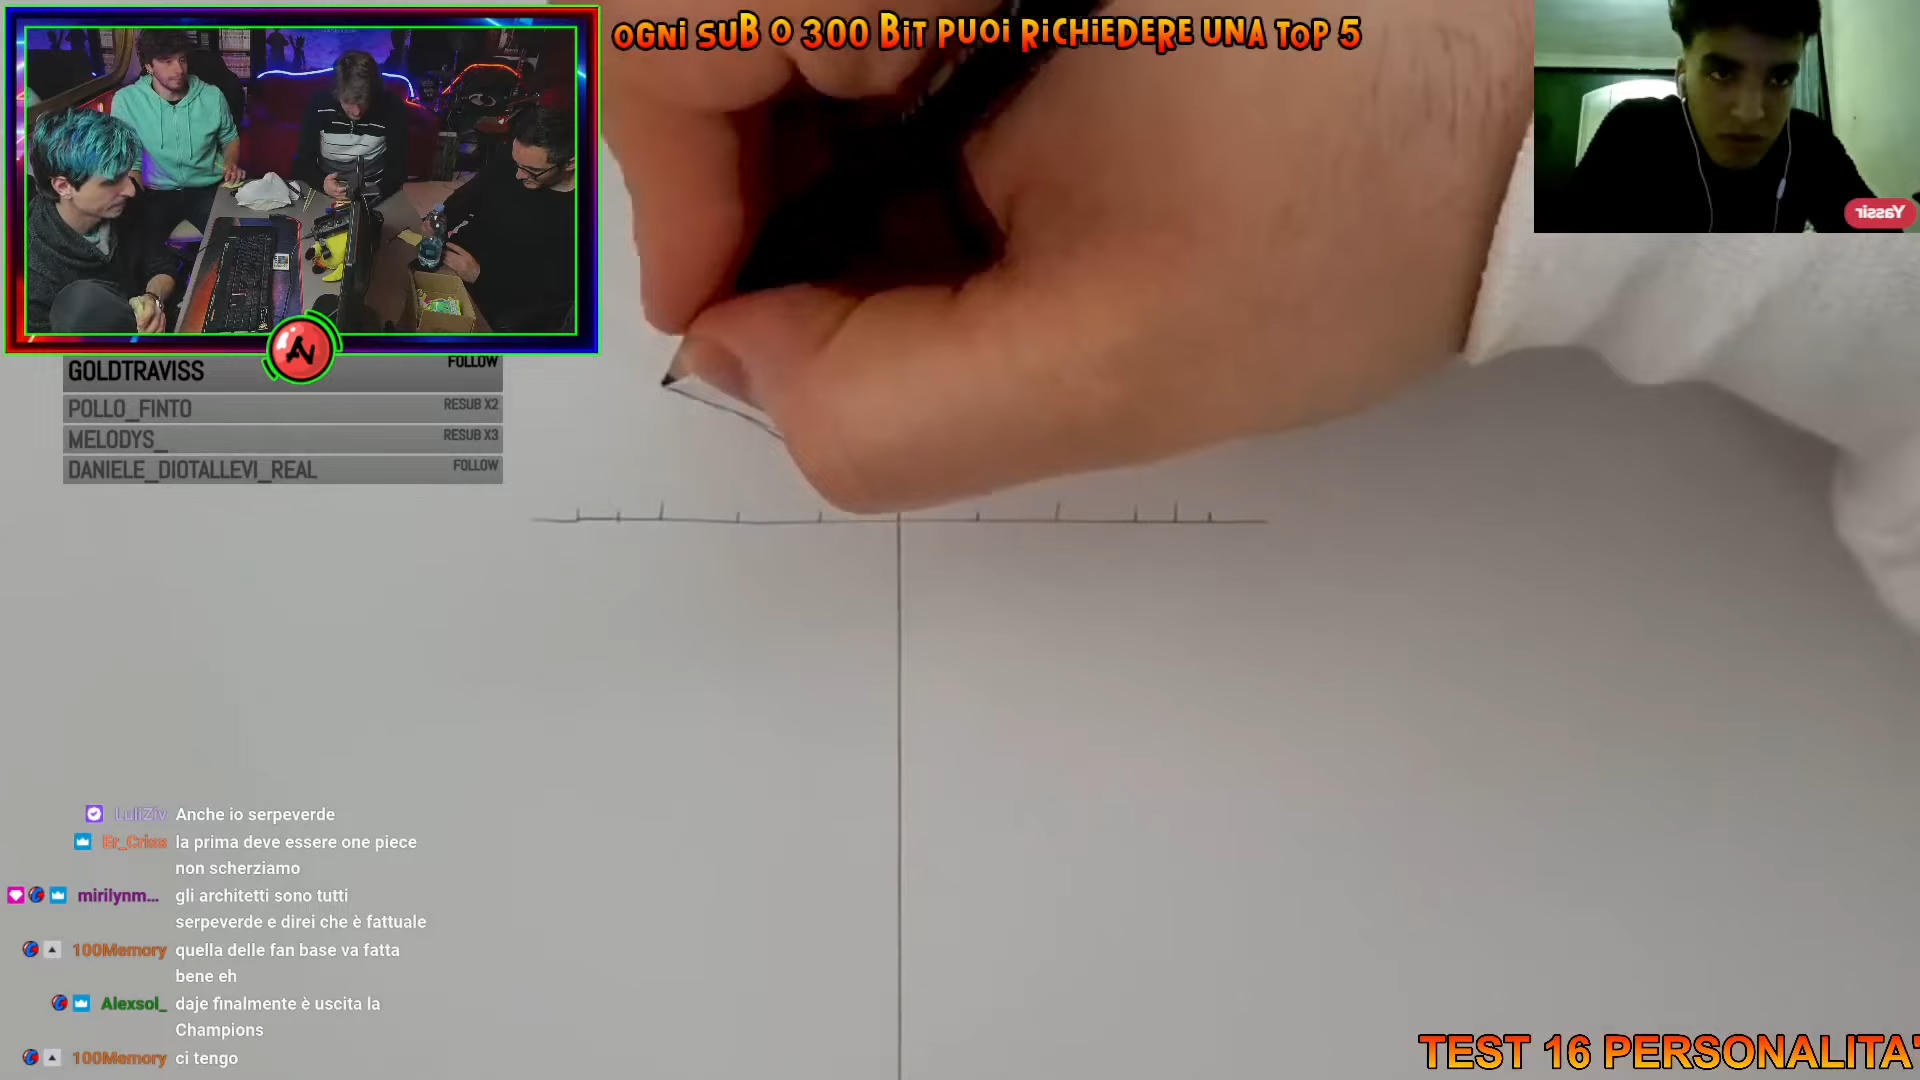 OGNI SUB O 300 BIT PUOI RICHIEDERE UNA TOP 5
Yassir
GOLDTRAVISS FOLLOW
POLLO_FINTO RESUB X2
MELODYS_ RESUB X3
DANIELE_DIOTALLEVI_REAL FOLLOW
LuliZiv Anche io serpeverde
Er_Criss la prima deve essere one piece
non scherziamo
mirilynm... gli architetti sono tutti
serpeverde e direi che è fattuale
100Memory quella delle fan base va fatta
bene eh
Alexsol_ daje finalmente è uscita la
Champions
100Memory ci tengo
TEST 16 PERSONALITA'